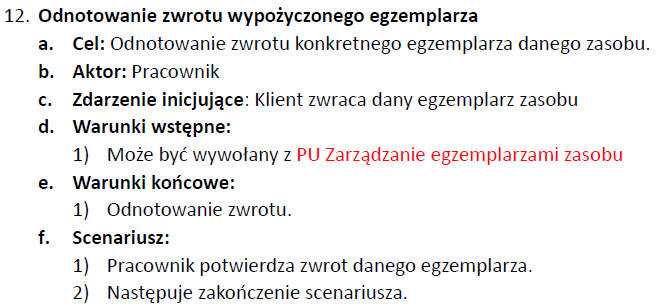 12. Odnotowanie zwrotu wypożyczonego egzemplarza
a. Cel: Odnotowanie zwrotu konkretnego egzemplarza danego zasobu.
b. Aktor: Pracownik
c. Zdarzenie inicjujące: Klient zwraca dany egzemplarz zasobu
d. Warunki wstępne:
1) Może być wywołany z PU Zarządzanie egzemplarzami zasobu
e. Warunki końcowe:
1) Odnotowanie zwrotu.
f. Scenariusz:
1) Pracownik potwierdza zwrot danego egzemplarza.
2) Następuje zakończenie scenariusza.